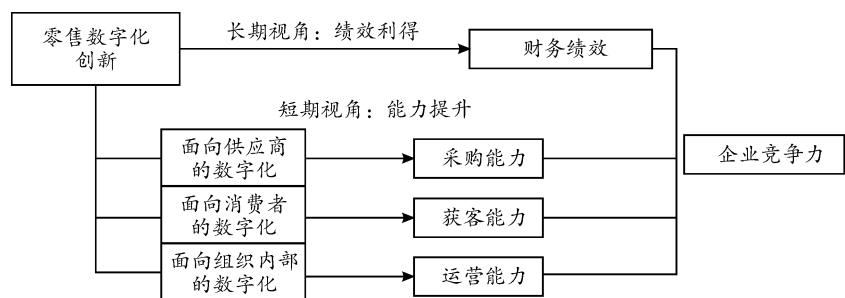 零售数字化
创新
长期视角：绩效利得
财务绩效
短期视角：能力提升
面向供应商
的数字化
采购能力
企业竞争力
面向消费者
的数字化
获客能力
面向组织内部
的数字化
运营能力